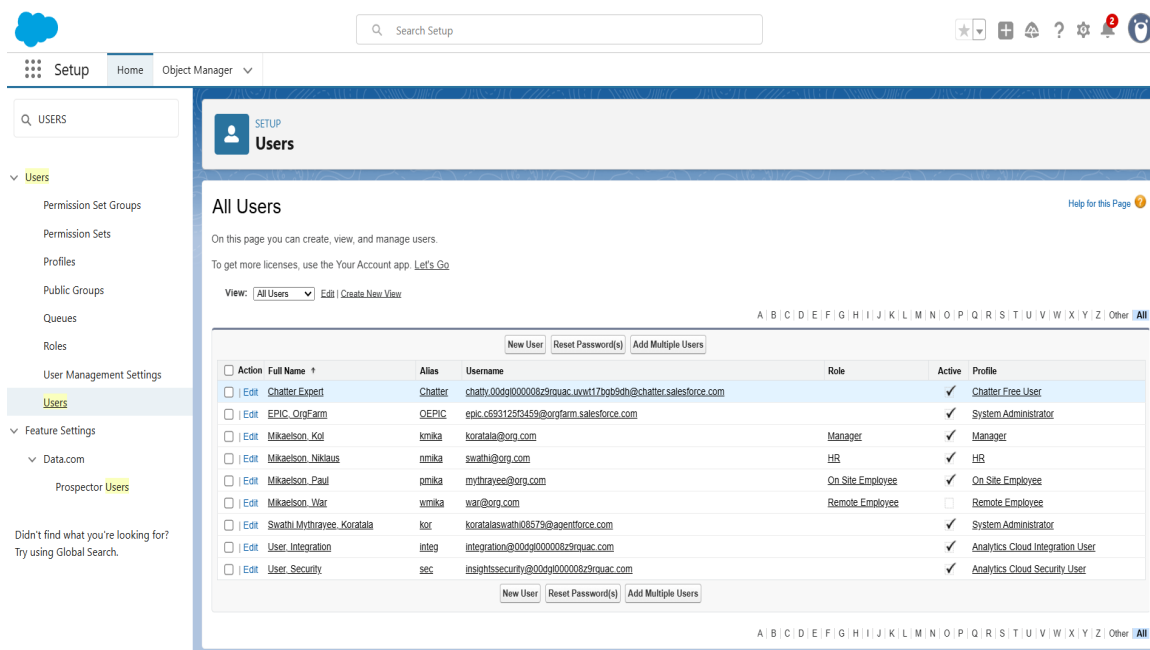 Search Setup
2
Setup Home Object Manager
USERS
SETUP
Users
Users
Permission Set Groups
Permission Sets
Profiles
Public Groups
Queues
Roles
User Management Settings
Users
Feature Settings
Data.com
Prospector Users
Didn't find what you're looking for?
Try using Global Search.
All Users
Help for this Page ?
On this page you can create, view, and manage users.
To get more licenses, use the Your Account app. Let's Go
View: All Users Edit | Create New View
A | B | C | D | E | F | G | H | I | J | K | L | M | N | O | P | Q | R | S | T | U | V | W | X | Y | Z | Other All
New User Reset Password(s) Add Multiple Users
Action Full Name ↑ Alias Username Role Active Profile
| Edit Chatter Expert Chatter chatty.00dgl000008z9rquac.uvwt17bgb9dh@chatter.salesforce.com Chatter Free User
| Edit EPIC, OrgFarm OEPIC epic.c693125f3459@orgfarm.salesforce.com System Administrator
| Edit Mikaelson, Kol kmika koratala@org.com Manager Manager
| Edit Mikaelson, Niklaus nmika swathi@org.com HR HR
| Edit Mikaelson, Paul pmika mythrayee@org.com On Site Employee On Site Employee
| Edit Mikaelson, War wmika war@org.com Remote Employee Remote Employee
| Edit Swathi Mythrayee, Koratala kor koratalaswathi08579@agentforce.com System Administrator
| Edit User, Integration integ integration@00dgl000008z9rquac.com Analytics Cloud Integration User
| Edit User, Security sec insightssecurity@00dgl000008z9rquac.com Analytics Cloud Security User
New User Reset Password(s) Add Multiple Users
A | B | C | D | E | F | G | H | I | J | K | L | M | N | O | P | Q | R | S | T | U | V | W | X | Y | Z | Other All